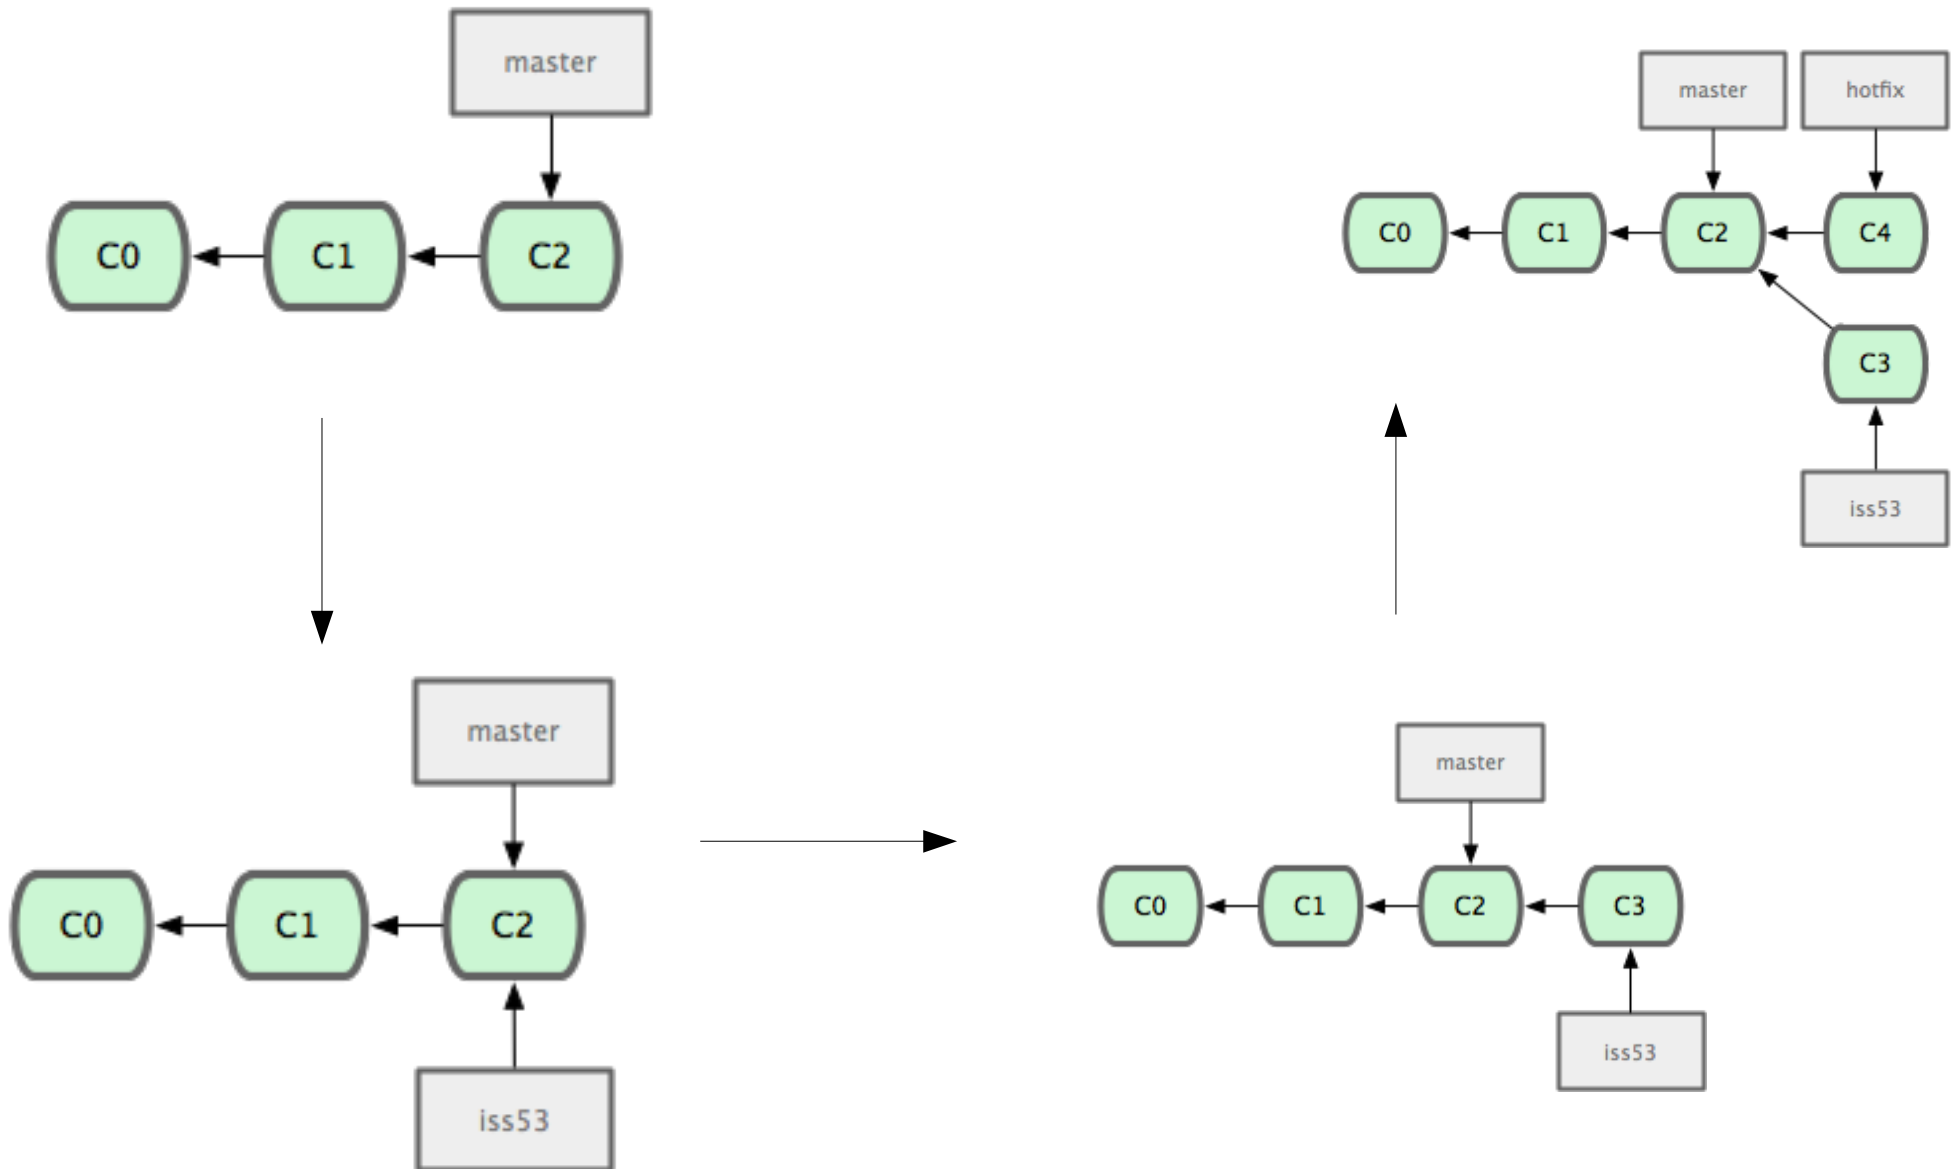 master
C0 C1 C2
master
C0 C1 C2
iss53
master
C0 C1 C2 C3
iss53
master hotfix
C0 C1 C2 C4
C3
iss53